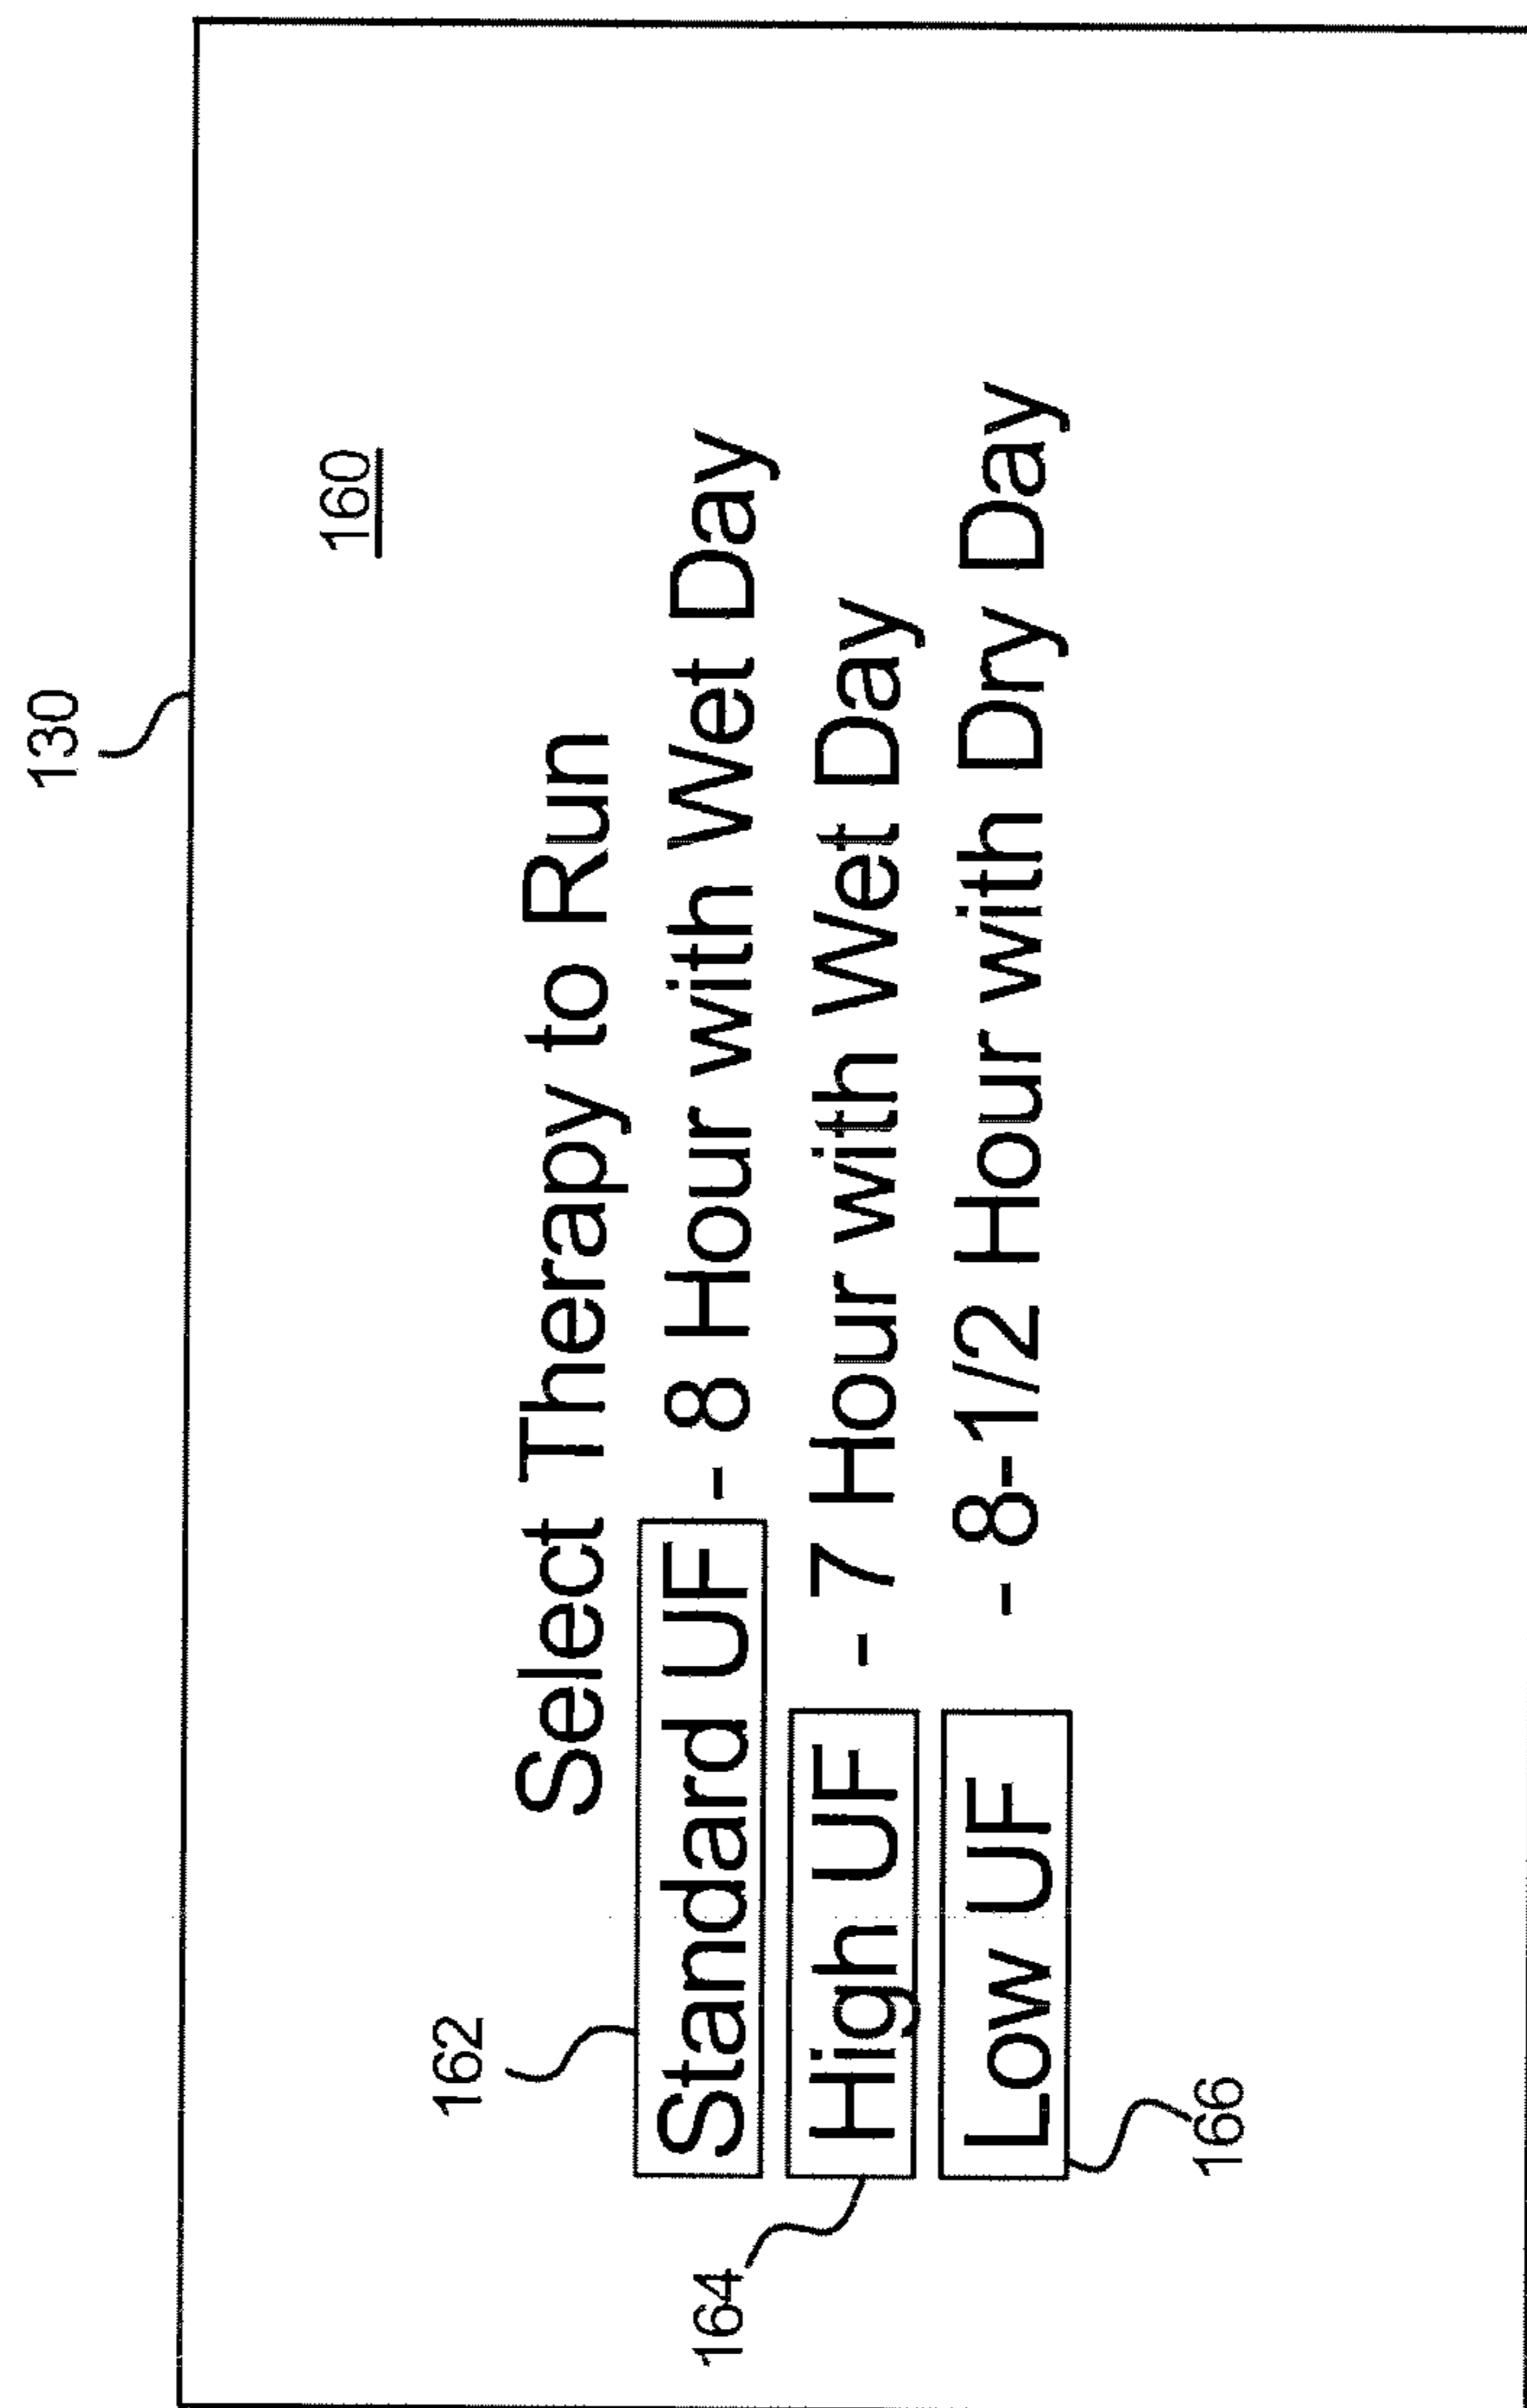 130
160
Select Therapy to Run
162
Standard UF - 8 Hour with Wet Day
164
High UF - 7 Hour with Wet Day
Low UF - 8-1/2 Hour with Dry Day
166